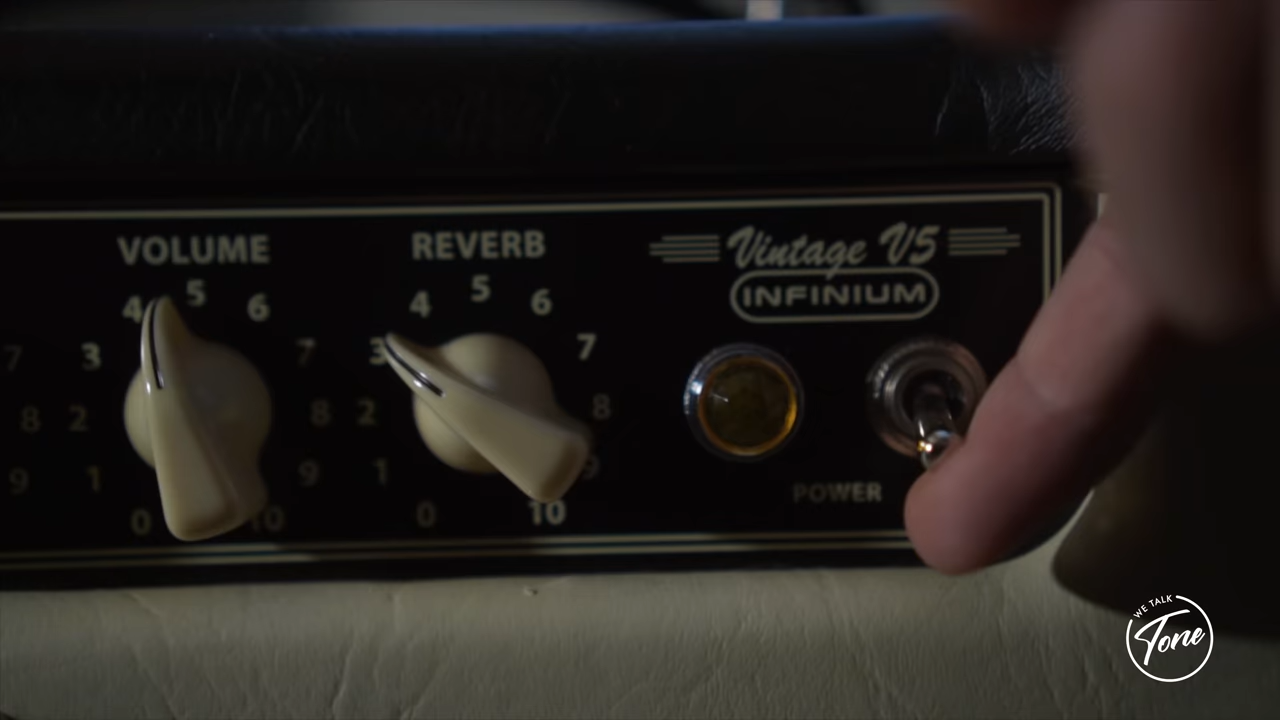 VOLUME
REVERB
Vintage V5
INFINIUM
4 5 6
4 5 6
7 3 7
3 7
8 2 8
2 8
9 1 9
1 9
0 10
0 10
POWER
WE TALK
Tone